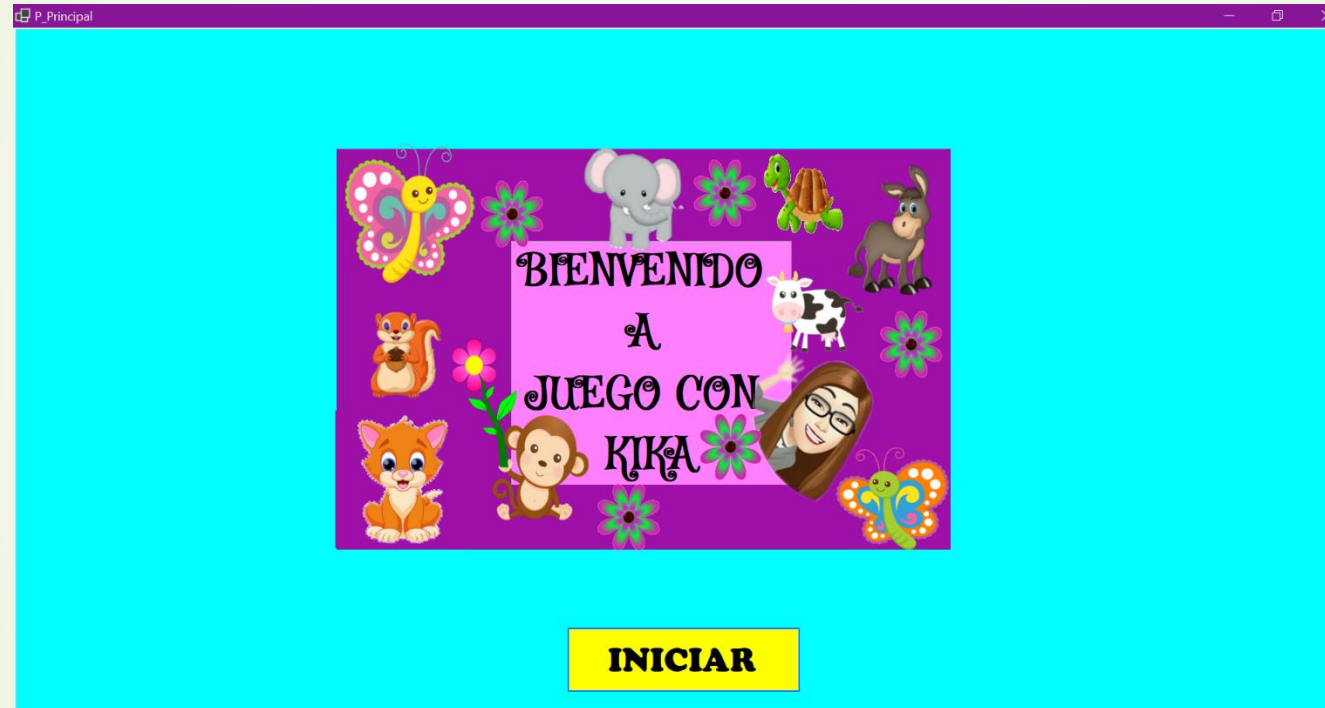 P_Principal
BIENVENIDO
A
JUEGO CON
KIKA
INICIAR